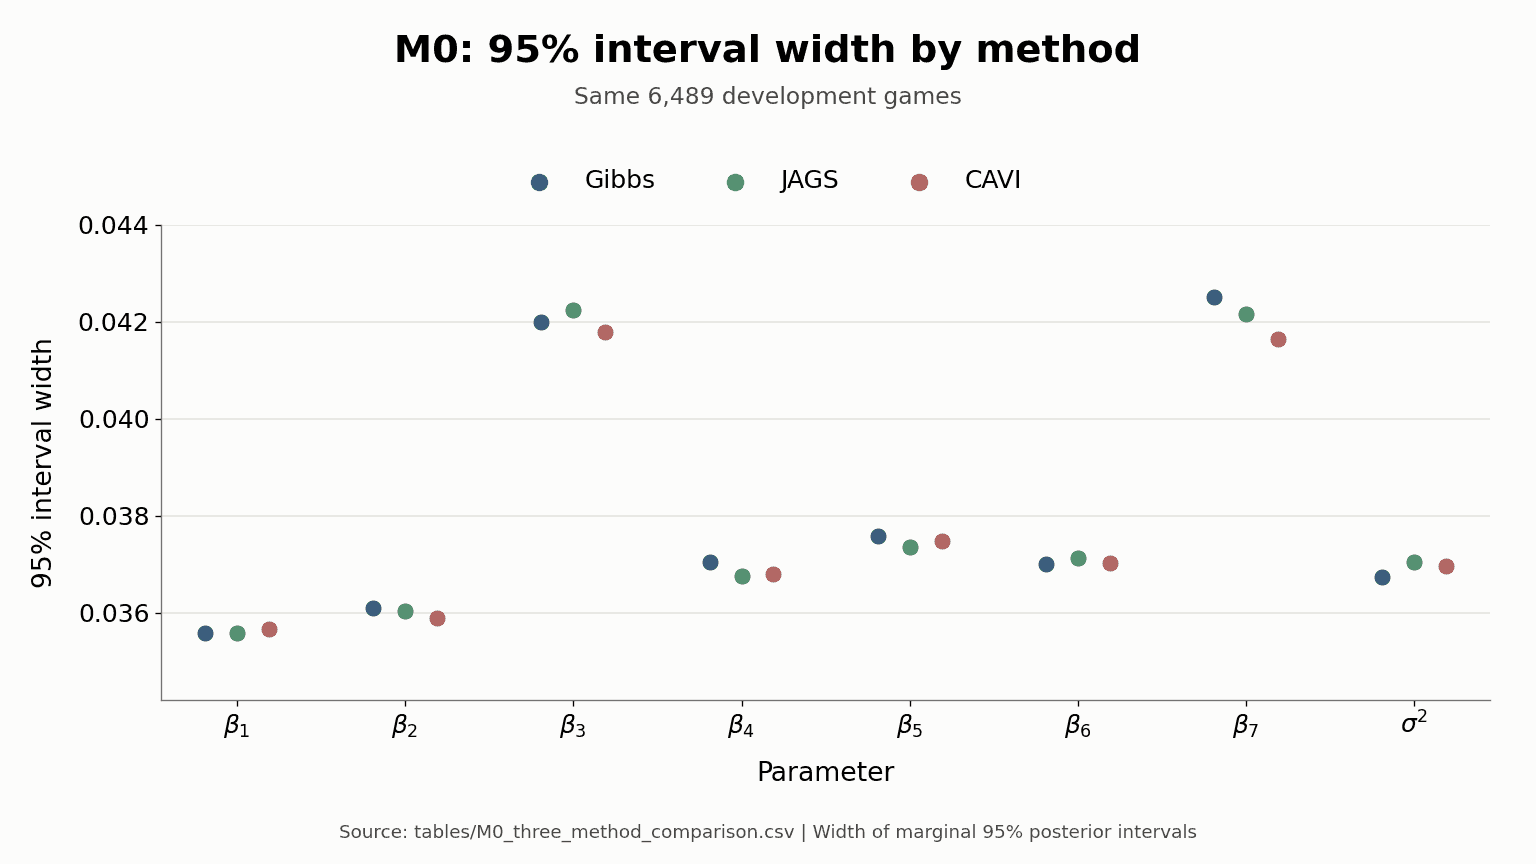 M0: 95% interval width by method
Same 6,489 development games
Gibbs JAGS CAVI
95% interval width
0.044
0.042
0.040
0.038
0.036
β₁ β₂ β₃ β₄ β₅ β₆ β₇ σ²
Parameter
Source: tables/M0_three_method_comparison.csv | Width of marginal 95% posterior intervals